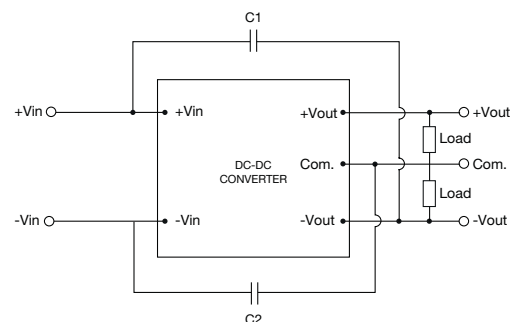 C1
+Vin
+Vin
+Vout
+Vout
Load
DC-DC
CONVERTER
Com.
Com.
Load
-Vin
-Vin
-Vout
-Vout
C2